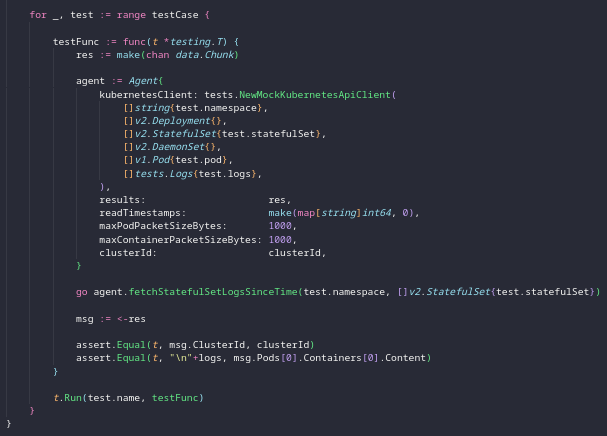 for _, test := range testCase {
testFunc := func(t *testing.T) {
res := make(chan data.Chunk)
agent := Agent{
kubernetesClient: tests.NewMockKubernetesApiClient(
[]string{test.namespace},
[]v2.Deployment{},
[]v2.StatefulSet{test.statefulSet},
[]v2.DaemonSet{},
[]v1.Pod{test.pod},
[]tests.Logs{test.logs},
),
results: res,
readTimestamps: make(map[string]int64, 0),
maxPodPacketSizeBytes: 1000,
maxContainerPacketSizeBytes: 1000,
clusterId: clusterId,
}
go agent.fetchStatefulSetLogsSinceTime(test.namespace, []v2.StatefulSet{test.statefulSet})
msg := <-res
assert.Equal(t, msg.ClusterId, clusterId)
assert.Equal(t, "\n"+logs, msg.Pods[0].Containers[0].Content)
}
t.Run(test.name, testFunc)
}
}